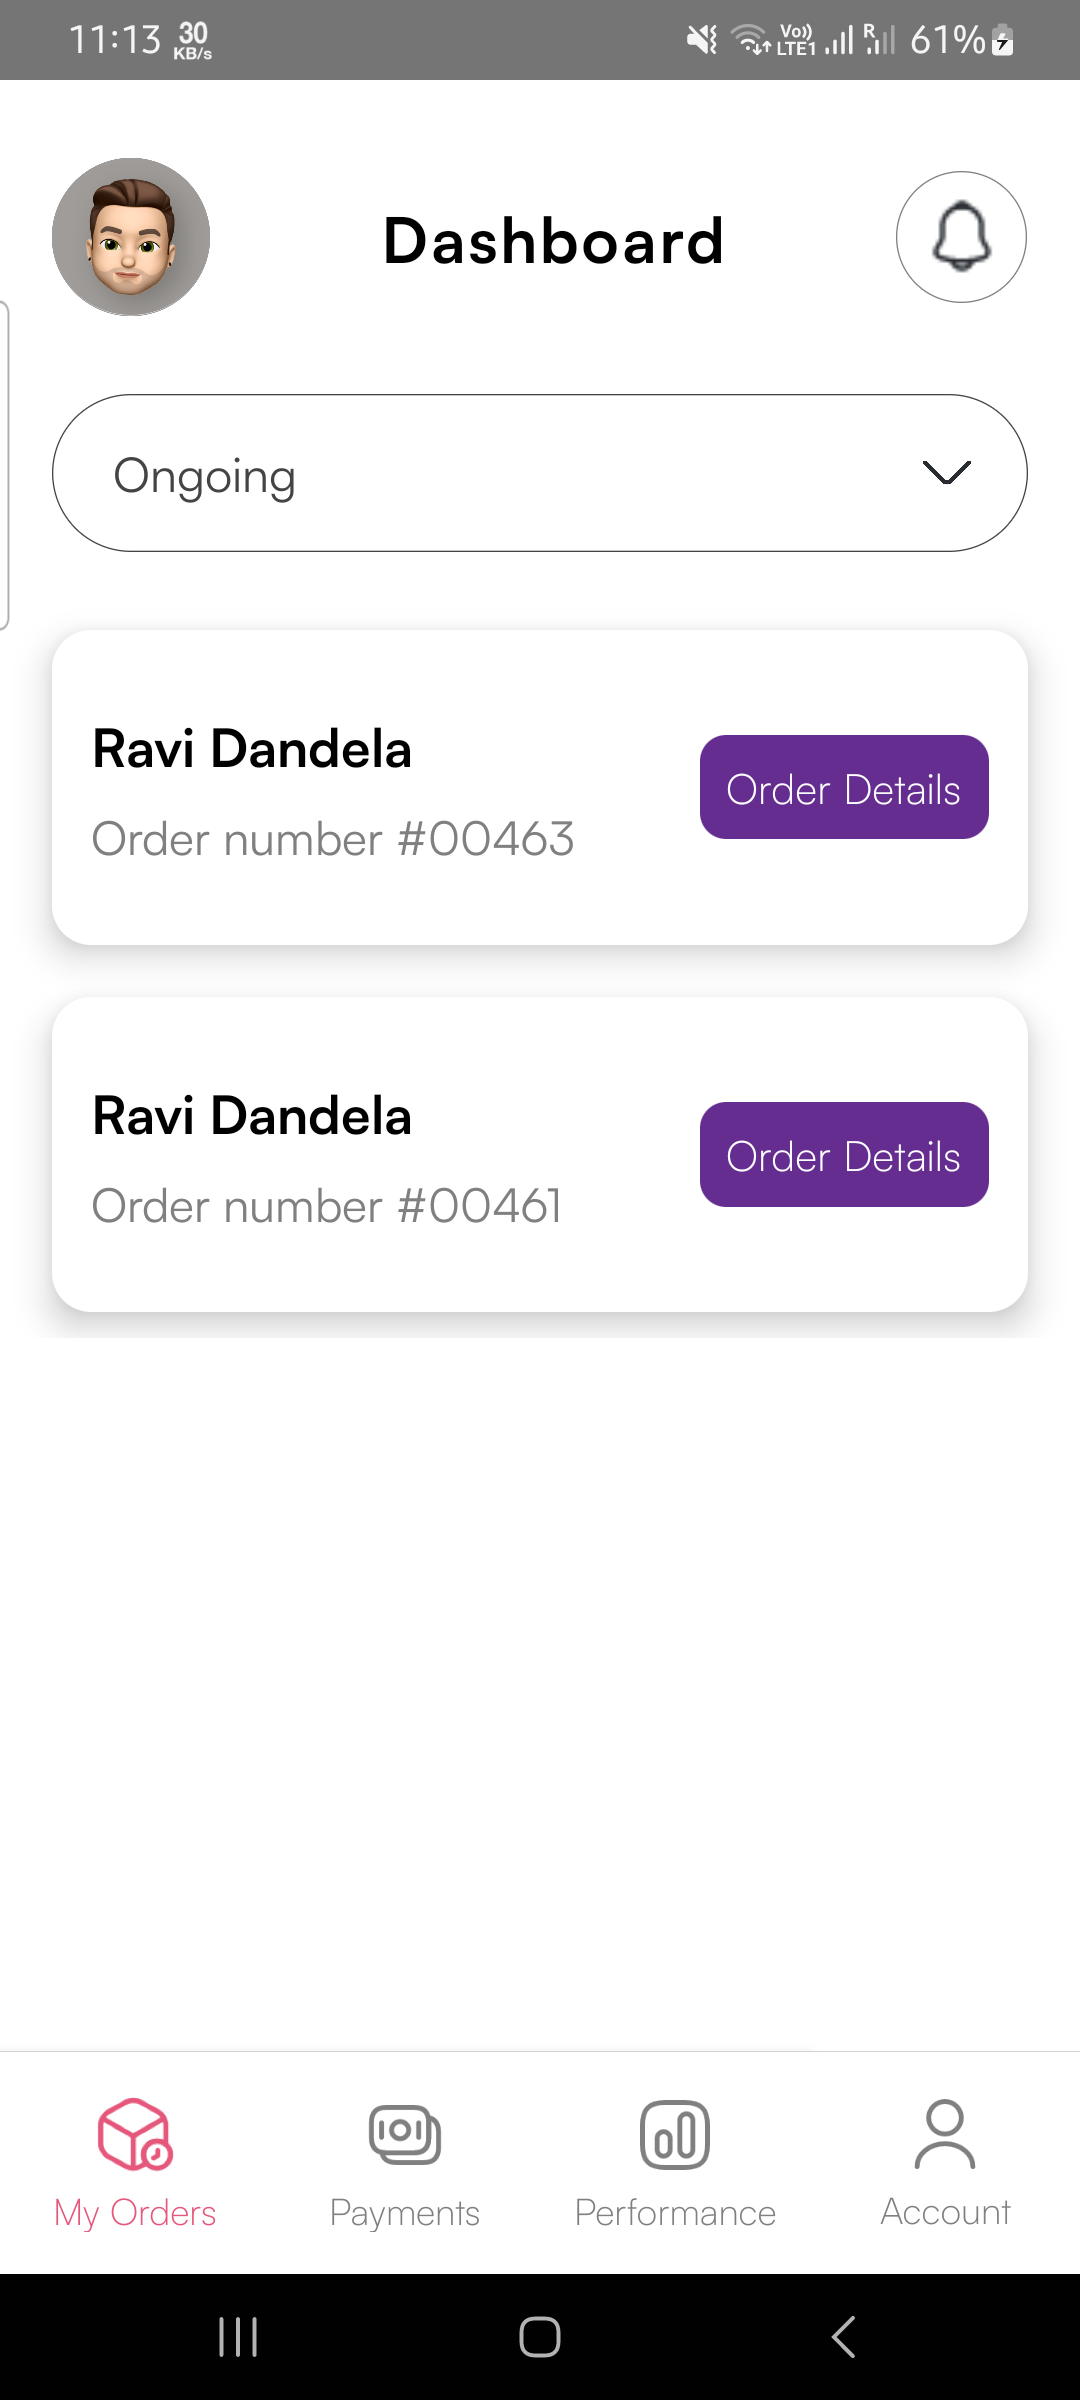 11:13 30 KB/s Vo)) LTE1 R 61%
Dashboard
Ongoing
Ravi Dandela
Order number #00463
Order Details
Ravi Dandela
Order number #00461
Order Details
My Orders Payments Performance Account